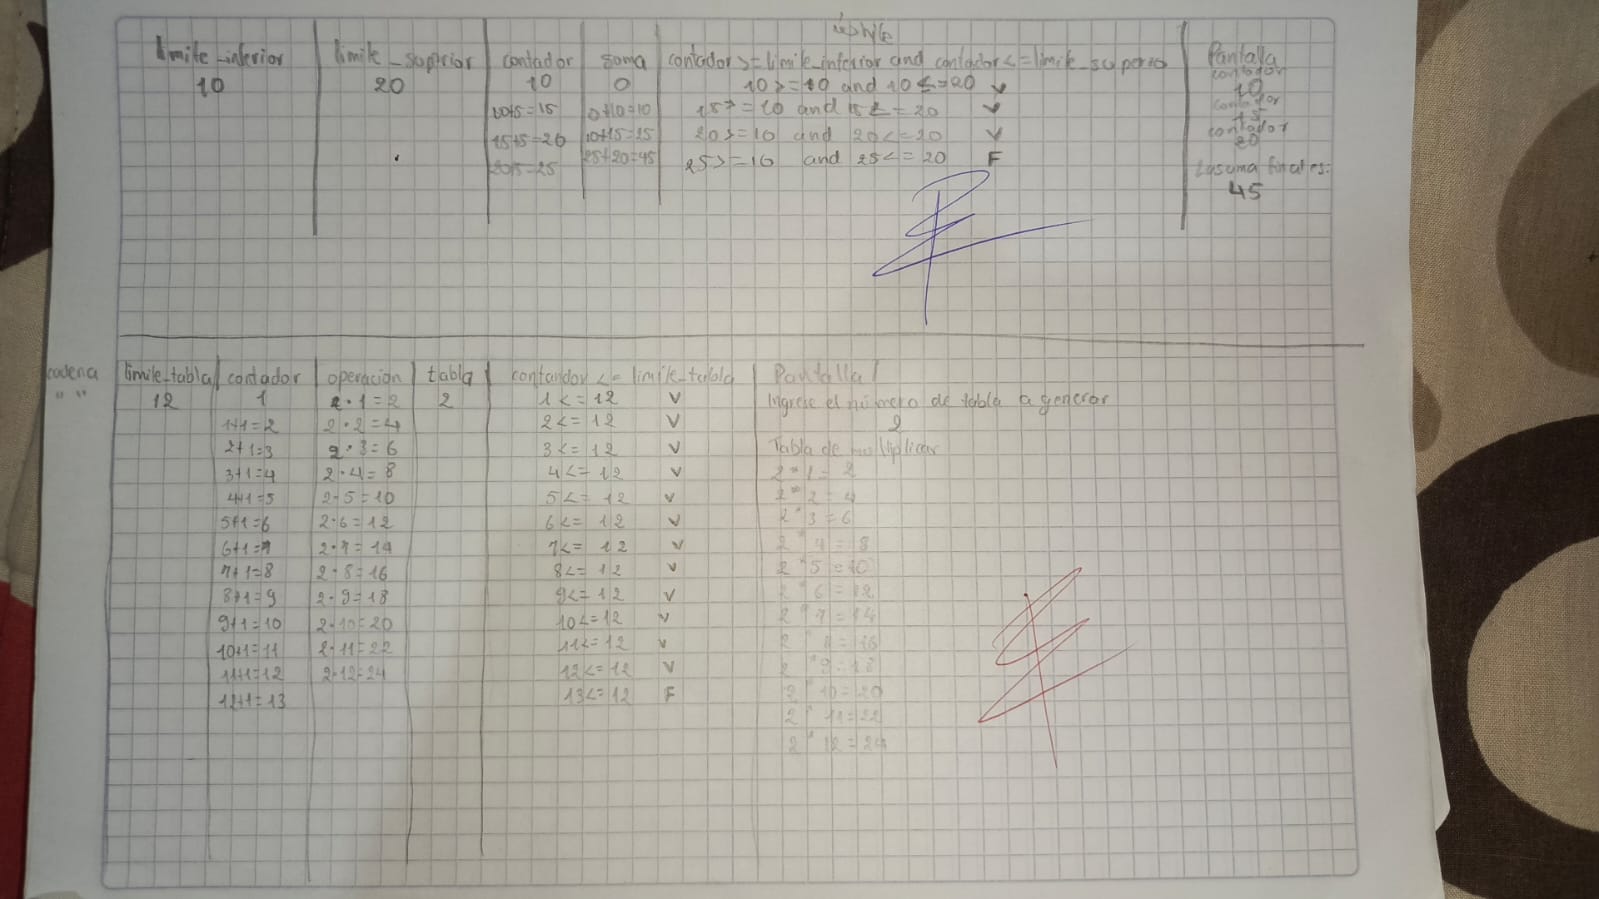 while
limite_inferior limite_superior contador suma contador >= limite_inferior and contador <= limite_superio Pantalla
10 20 10 0 10 >= 10 and 10 <= 20 v contador
10
10+5=15 0+10=10 15 >= 10 and 15 <= 20 v contador
15
15+5=20 10+15=25 20 >= 10 and 20 <= 20 v contador
20
20+5=25 25+20=45 25 >= 10 and 25 <= 20 F
La suma final es:
45
cadena limite_tabla contador operacion tabla contandor <= limite_tabla Pantalla
" " 12 1 2*1=2 2 1 <= 12 v Ingrese el número de tabla a generar
1+1=2 2*2=4 2 <= 12 v 2
2+1=3 2*3=6 3 <= 12 v Tabla de multiplicar
3+1=4 2*4=8 4 <= 12 v 2*1=2
4+1=5 2*5=10 5 <= 12 v 2*2=4
5+1=6 2*6=12 6 <= 12 v 2*3=6
6+1=7 2*7=14 7 <= 12 v 2*4=8
7+1=8 2*8=16 8 <= 12 v 2*5=10
8+1=9 2*9=18 9 <= 12 v 2*6=12
9+1=10 2*10=20 10 <= 12 v 2*7=14
10+1=11 2*11=22 11 <= 12 v 2*8=16
11+1=12 2*12=24 12 <= 12 v 2*9=18
12+1=13 13 <= 12 F 2*10=20
2*11=22
2*12=24